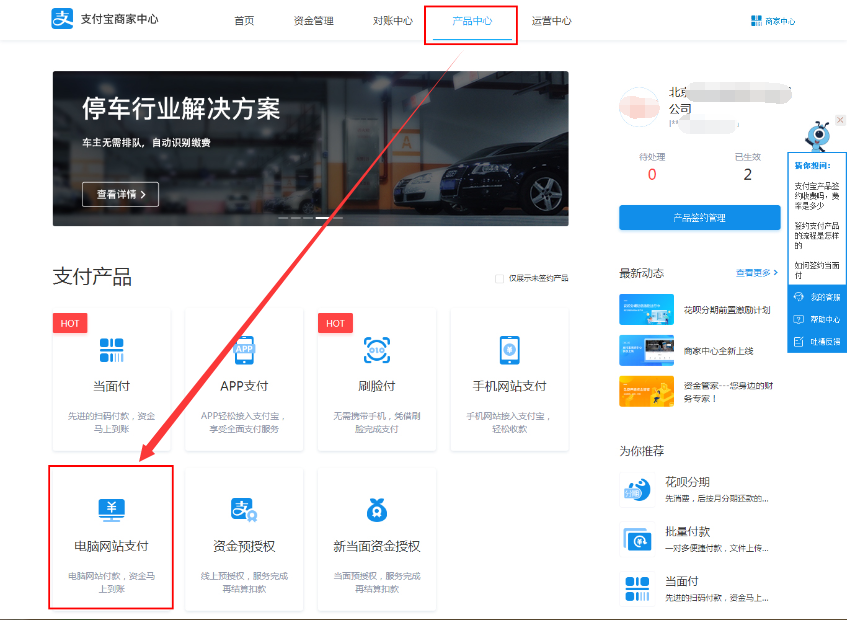 支付宝商家中心
首页
资金管理
对账中心
产品中心
运营中心
商家中心
停车行业解决方案
车主无需排队，自动识别缴费
查看详情 >
北京
公司
待处理
已生效
0
2
产品签约管理
猜你想问:
支付宝产品签
约收费吗，费
率是多少
签约支付产品
的流程是怎样
的
如何签约当面
付
我的客服
帮助中心
吐槽反馈
支付产品
仅展示未签约产品
HOT
当面付
先进的扫码付款，资金
马上到账
APP
APP支付
APP轻松接入支付宝，
享受全面支付服务
HOT
刷脸付
无需携带手机，凭借刷
脸完成支付
手机网站支付
手机网站接入支付宝，
轻松收款
电脑网站支付
电脑网站付款，资金马
上到账
资金预授权
线上预授权，服务完成
再结算扣款
新当面资金授权
当面预授权，服务完成
再结算扣款
最新动态
查看更多 >
花呗分期前置激励计划
商家中心全新上线
资金管家---您身边的财
务专家！
为你推荐
花呗分期
先消费，后按月分期还款的...
批量付款
一对多便捷付款，文件上传...
当面付
先进的扫码付款，资金马上...